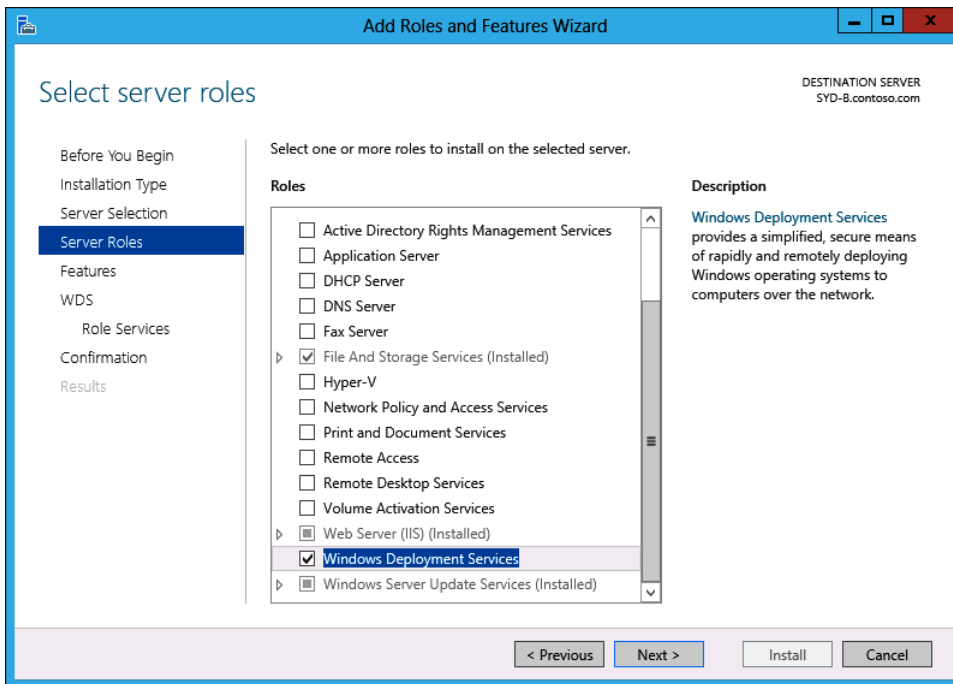 Add Roles and Features Wizard
Select server roles
DESTINATION SERVER
SYD-B.contoso.com
Before You Begin
Installation Type
Server Selection
Server Roles
Features
WDS
Role Services
Confirmation
Results
Select one or more roles to install on the selected server.
Roles
Active Directory Rights Management Services
Application Server
DHCP Server
DNS Server
Fax Server
File And Storage Services (Installed)
Hyper-V
Network Policy and Access Services
Print and Document Services
Remote Access
Remote Desktop Services
Volume Activation Services
Web Server (IIS) (Installed)
Windows Deployment Services
Windows Server Update Services (Installed)
Description
Windows Deployment Services
provides a simplified, secure means
of rapidly and remotely deploying
Windows operating systems to
computers over the network.
< Previous
Next >
Install
Cancel